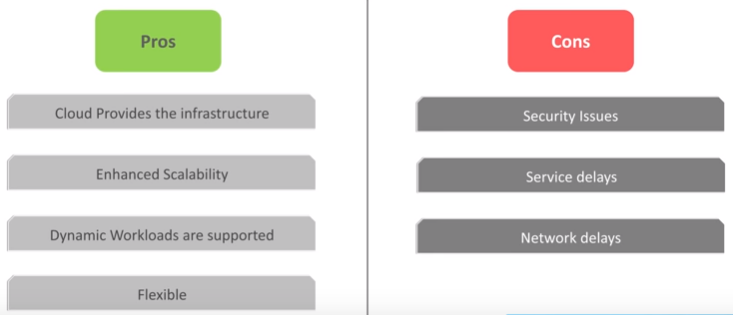 Pros
Cloud Provides the infrastructure
Enhanced Scalability
Dynamic Workloads are supported
Flexible
Cons
Security Issues
Service delays
Network delays